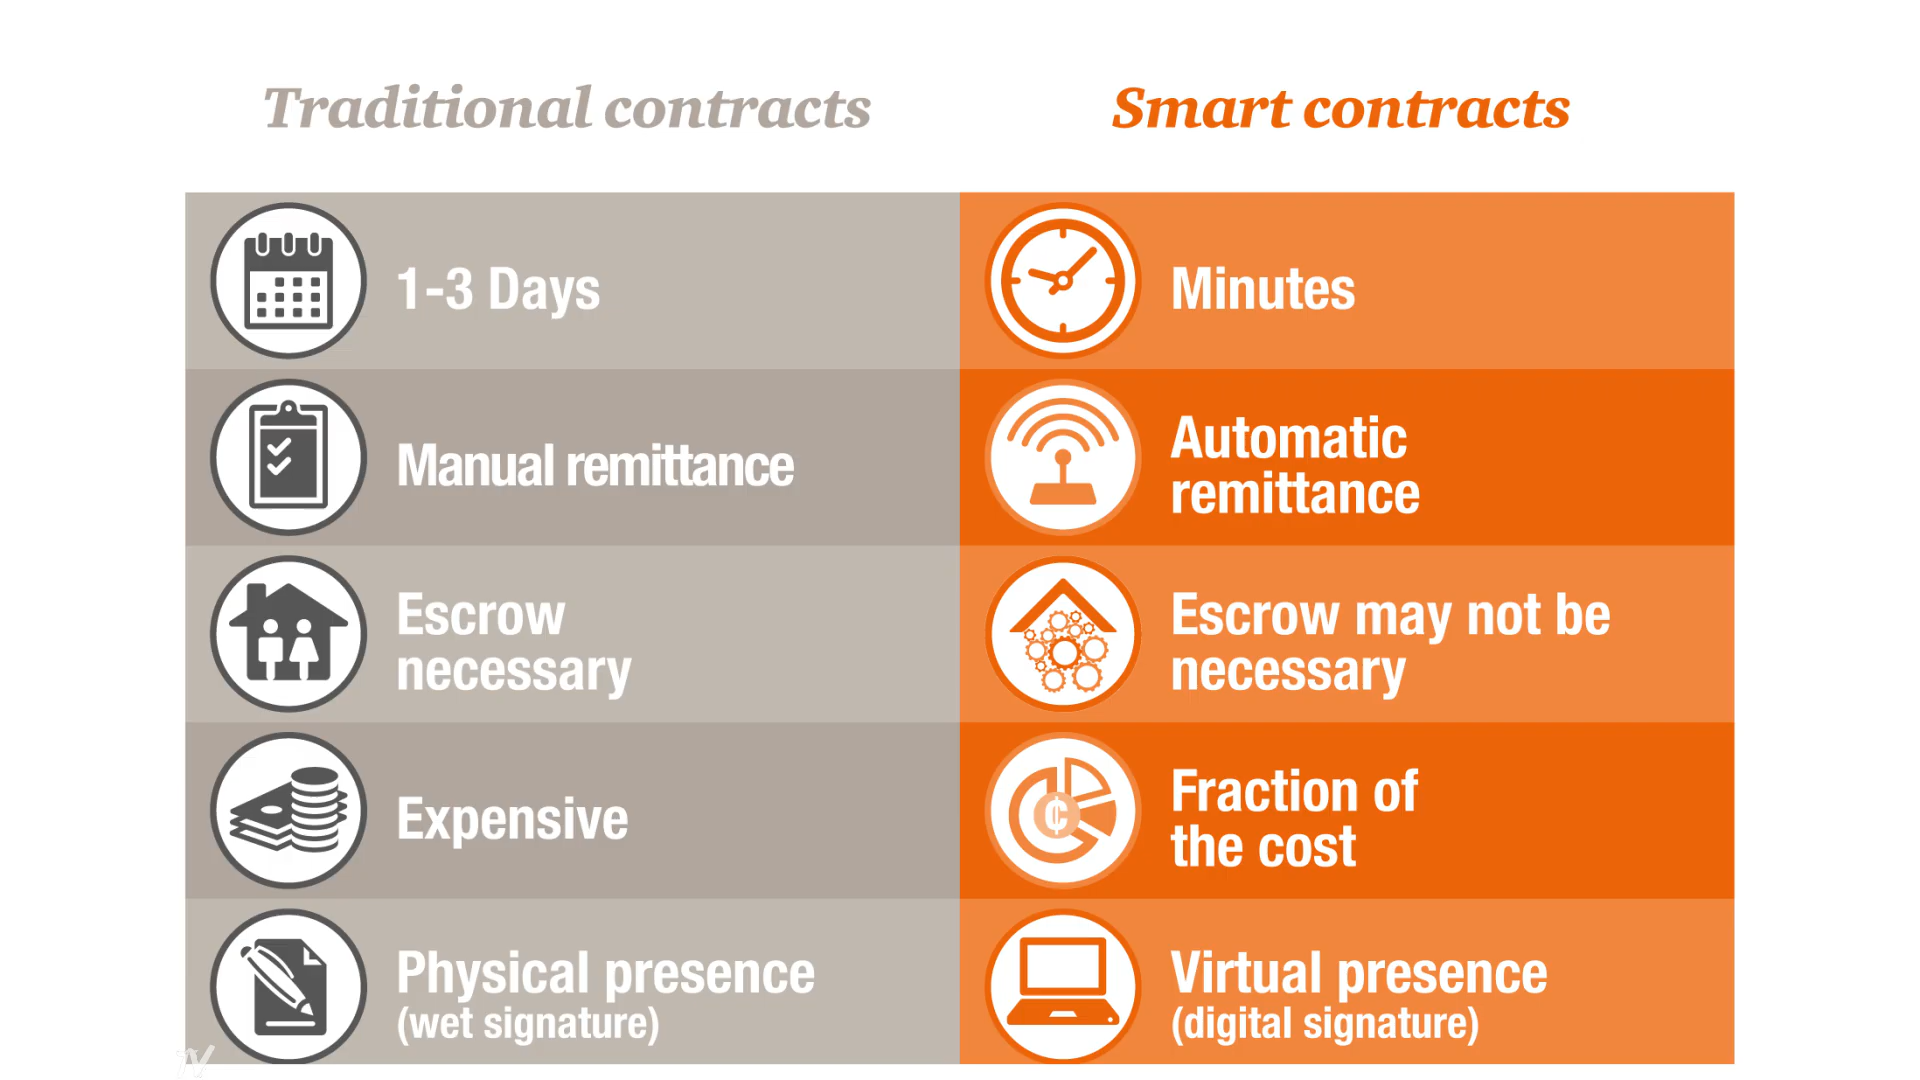 Traditional contracts
Smart contracts
1-3 Days
Minutes
Manual remittance
Automatic
remittance
Escrow
necessary
Escrow may not be
necessary
Expensive
Fraction of
the cost
Physical presence
(wet signature)
Virtual presence
(digital signature)